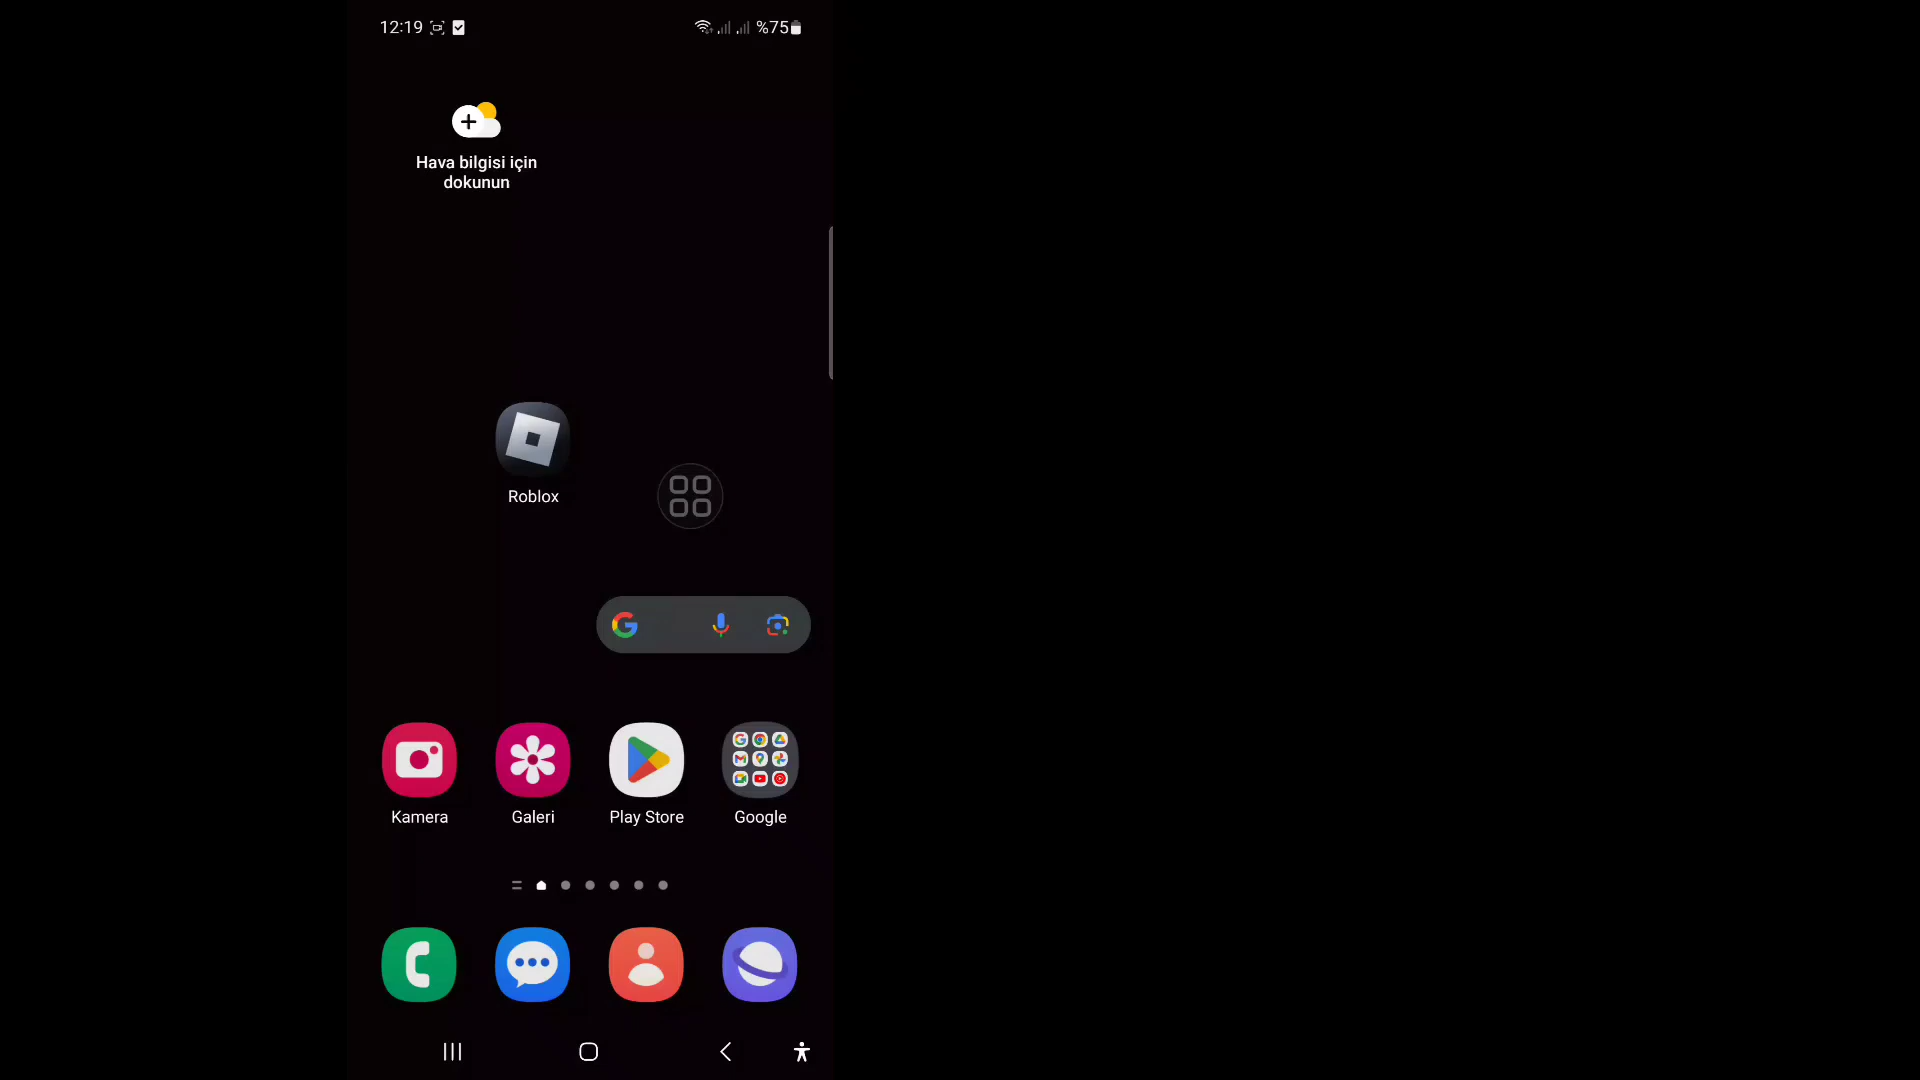 12:19
%75
Hava bilgisi için
dokunun
Roblox
Kamera
Galeri
Play Store
Google